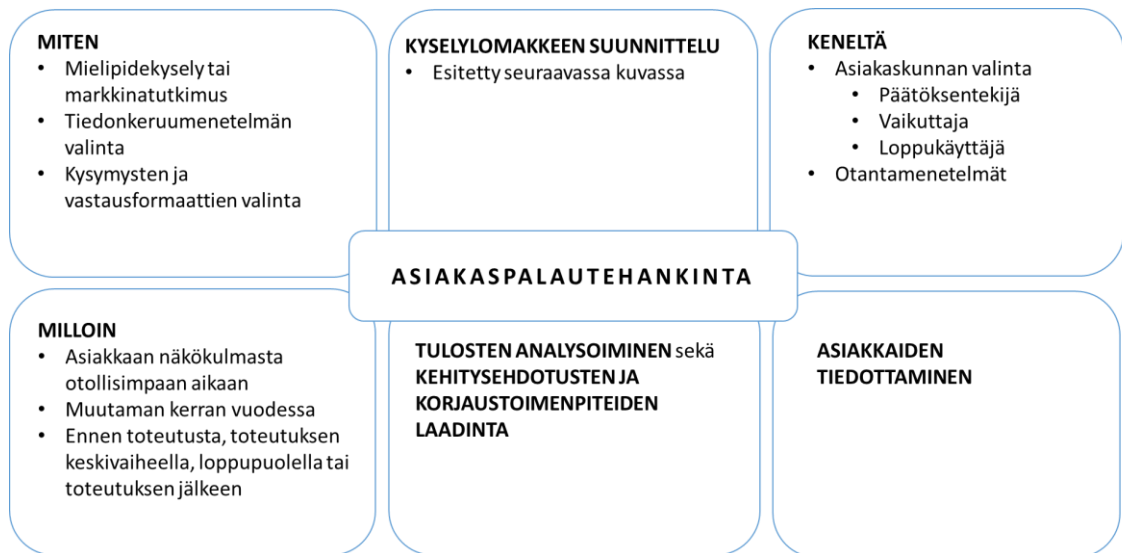 MITEN
• Mielipidekysely tai
markkinatutkimus
• Tiedonkeruumenetelmän
valinta
• Kysymysten ja
vastausformaattien valinta
KYSELYLOMAKKEEN SUUNNITTELU
• Esitetty seuraavassa kuvassa
KENELTÄ
• Asiakaskunnan valinta
• Päätöksentekijä
• Vaikuttaja
• Loppukäyttäjä
• Otantamenetelmät
ASIAKASPALAUTEHANKINTA
MILLOIN
• Asiakkaan näkökulmasta
otollisimpaan aikaan
• Muutaman kerran vuodessa
• Ennen toteutusta, toteutuksen
keskivaiheella, loppupuolella tai
toteutuksen jälkeen
TULOSTEN ANALYSOIMINEN sekä
KEHITYSEHDOTUSTEN JA
KORJAUSTOIMENPITEIDEN
LAADINTA
ASIAKKAIDEN
TIEDOTTAMINEN